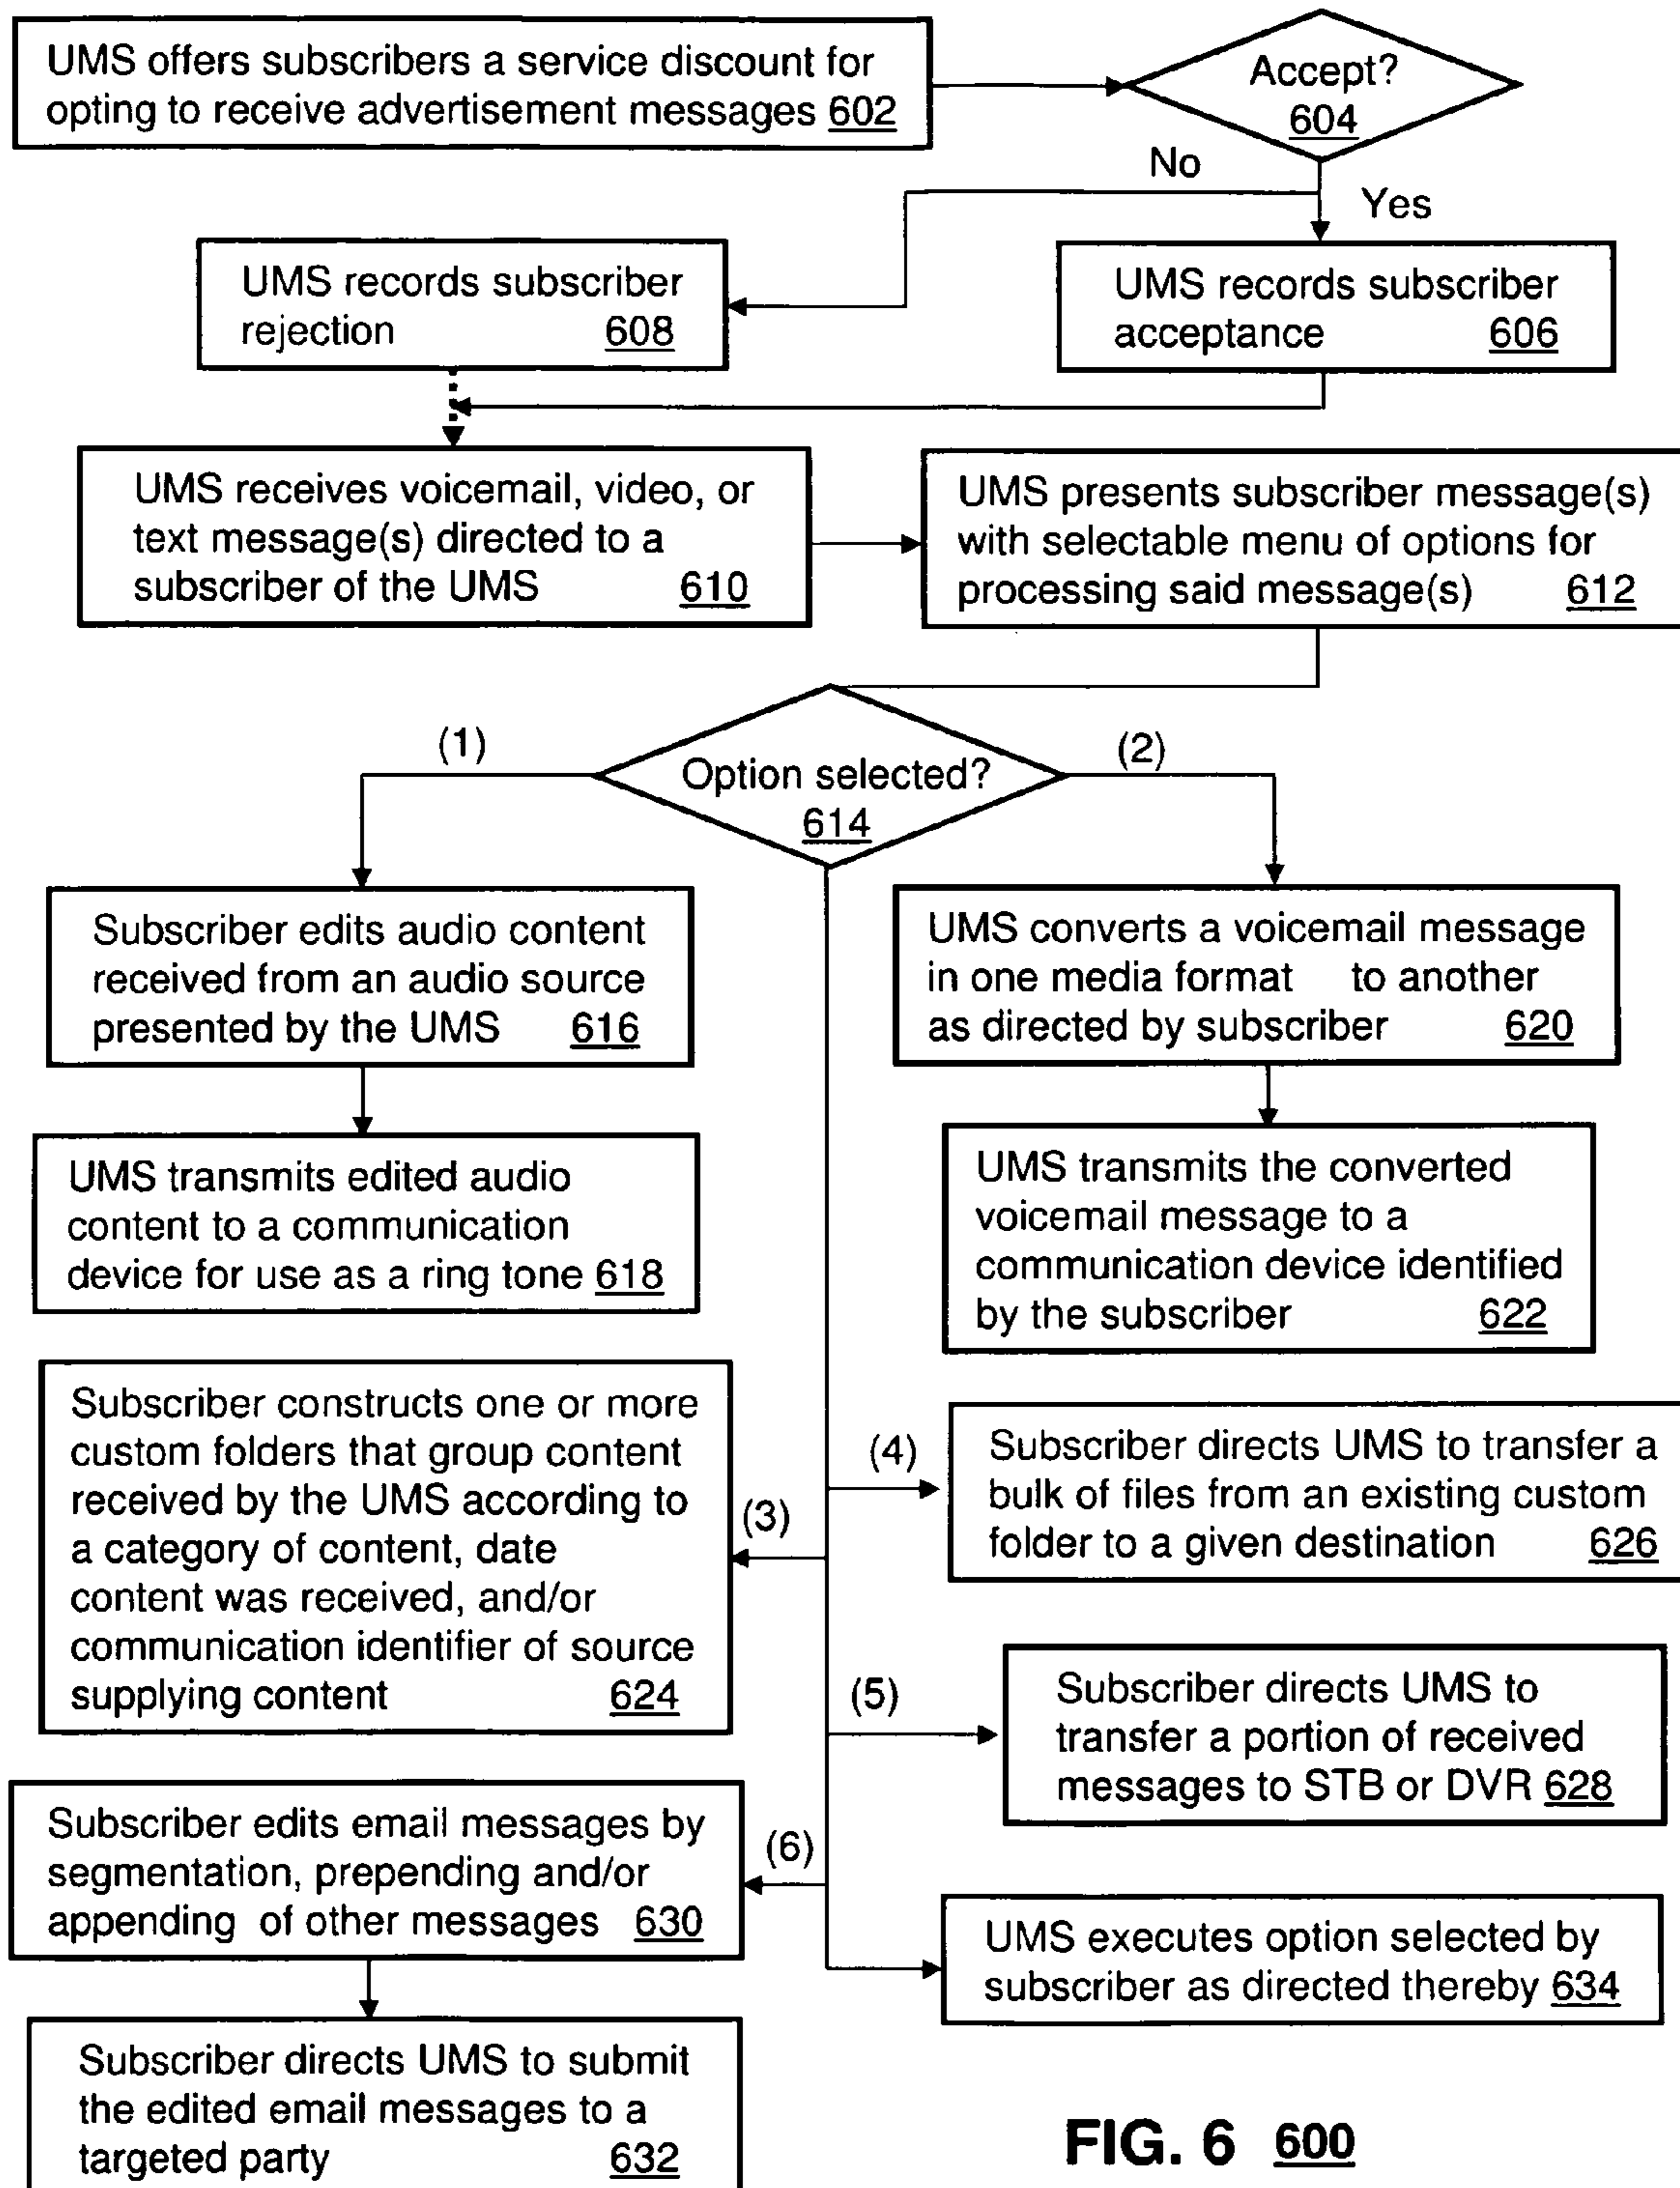 UMS offers subscribers a service discount for
opting to receive advertisement messages 602
Accept?
604
No
Yes
UMS records subscriber
rejection 608
UMS records subscriber
acceptance 606
UMS receives voicemail, video, or
text message(s) directed to a
subscriber of the UMS 610
UMS presents subscriber message(s)
with selectable menu of options for
processing said message(s) 612
(1)
Option selected?
614
(2)
Subscriber edits audio content
received from an audio source
presented by the UMS 616
UMS converts a voicemail message
in one media format to another
as directed by subscriber 620
UMS transmits edited audio
content to a communication
device for use as a ring tone 618
UMS transmits the converted
voicemail message to a
communication device identified
by the subscriber 622
Subscriber constructs one or more
custom folders that group content
received by the UMS according to
a category of content, date
content was received, and/or
communication identifier of source
supplying content 624
(3)
(4)
Subscriber directs UMS to transfer a
bulk of files from an existing custom
folder to a given destination 626
(5)
Subscriber directs UMS to
transfer a portion of received
messages to STB or DVR 628
Subscriber edits email messages by
segmentation, prepending and/or
appending of other messages 630
(6)
UMS executes option selected by
subscriber as directed thereby 634
Subscriber directs UMS to submit
the edited email messages to a
targeted party 632
FIG. 6 600